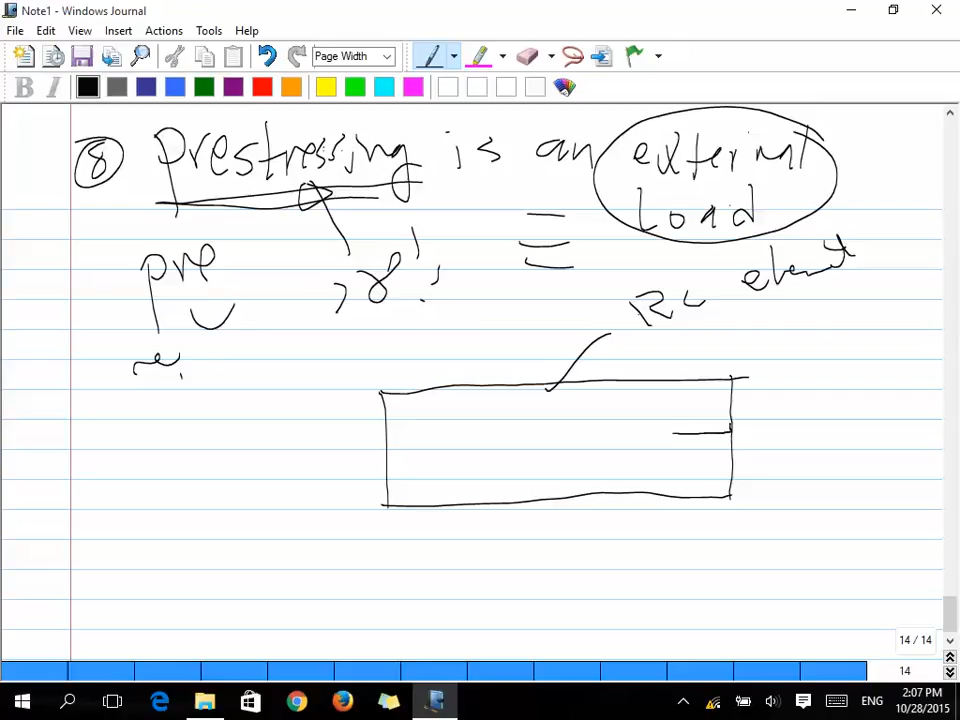 Note1 - Windows Journal
File Edit View Insert Actions Tools Help
Page Width
B I
8 prestressing is an external
Load
pre
RC element
14 / 14
14
ENG
2:07 PM
10/28/2015